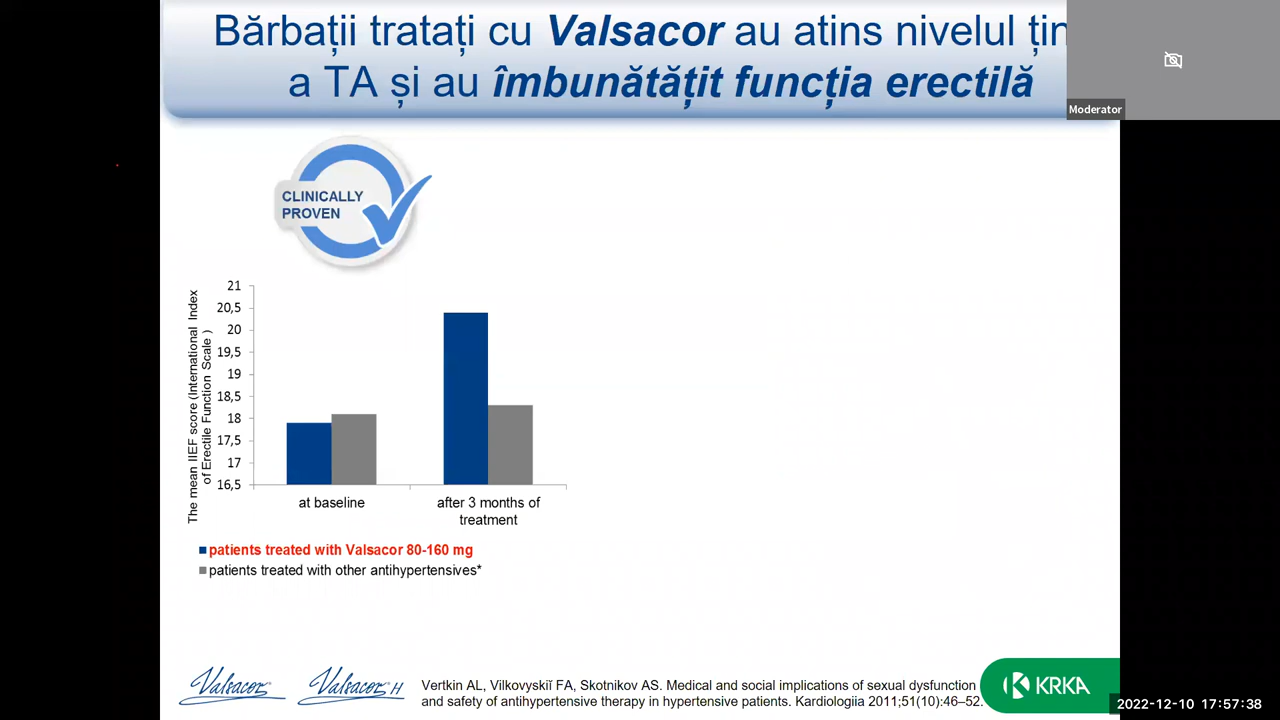 Bărbații tratați cu Valsacor au atins nivelul țin
a TA și au îmbunătățit funcția erectilă
Moderator
CLINICALLY
PROVEN
The mean IIEF score (International Index
of Erectile Function Scale )
21
20,5
20
19,5
19
18,5
18
17,5
17
16,5
at baseline
after 3 months of
treatment
patients treated with Valsacor 80-160 mg
patients treated with other antihypertensives*
Valsacor
Valsacor H
Vertkin AL, Vilkovyskiĭ FA, Skotnikov AS. Medical and social implications of sexual dysfunction
and safety of antihypertensive therapy in hypertensive patients. Kardiologiia 2011;51(10):46–52.
KRKA
2022-12-10 17:57:38